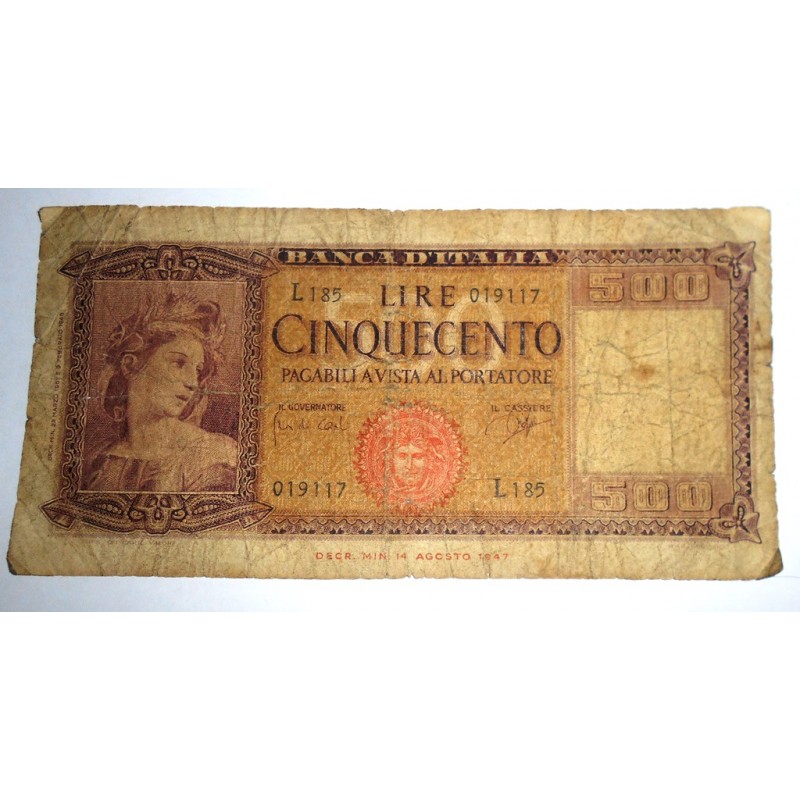 BANCA D'ITALIA
500
L185 LIRE 019117
CINQUECENTO
PAGABILI A VISTA AL PORTATORE
IL GOVERNATORE
IL CASSIERE
019117
L185
500
DECR. MIN. 14 AGOSTO 1947